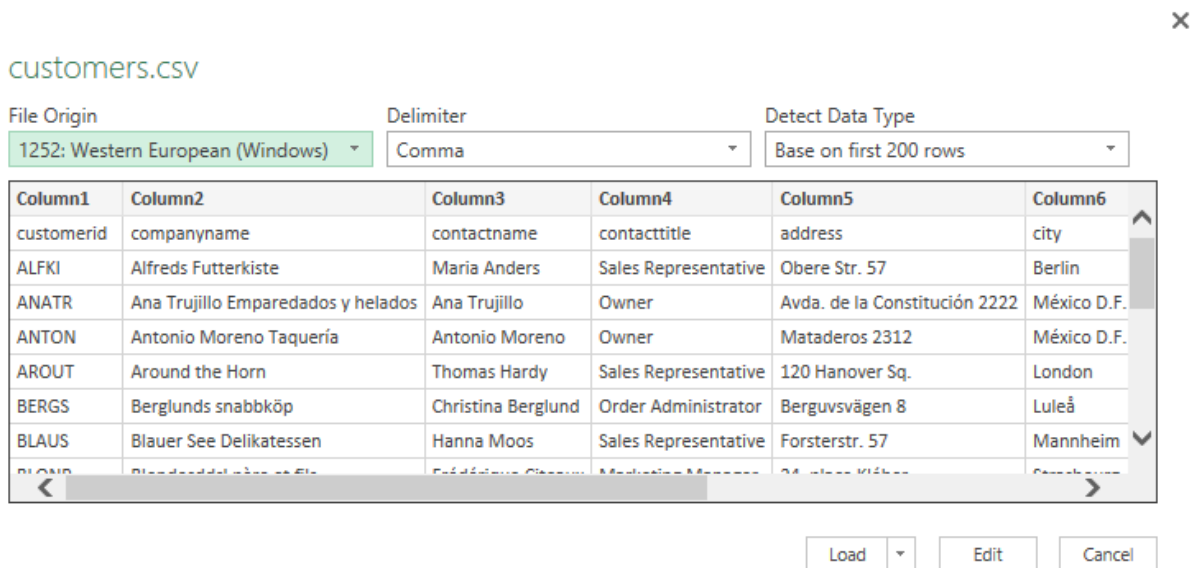 customers.csv
File Origin Delimiter Detect Data Type
1252: Western European (Windows) Comma Base on first 200 rows
Column1 Column2 Column3 Column4 Column5 Column6
customerid companyname contactname contacttitle address city
ALFKI Alfreds Futterkiste Maria Anders Sales Representative Obere Str. 57 Berlin
ANATR Ana Trujillo Emparedados y helados Ana Trujillo Owner Avda. de la Constitución 2222 México D.F.
ANTON Antonio Moreno Taquería Antonio Moreno Owner Mataderos 2312 México D.F.
AROUT Around the Horn Thomas Hardy Sales Representative 120 Hanover Sq. London
BERGS Berglunds snabbköp Christina Berglund Order Administrator Berguvsvägen 8 Luleå
BLAUS Blauer See Delikatessen Hanna Moos Sales Representative Forsterstr. 57 Mannheim
Load Edit Cancel